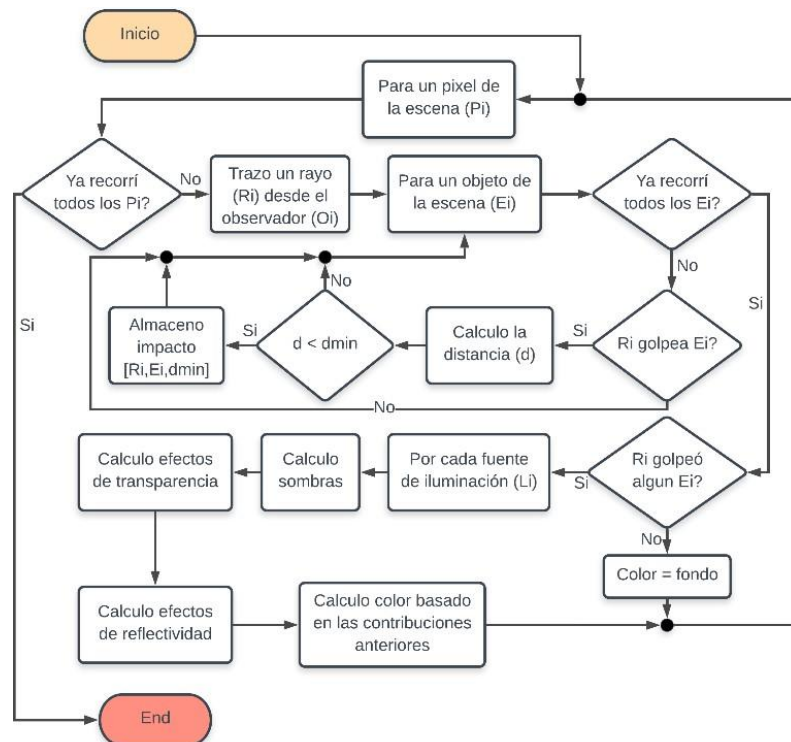 Inicio
Para un pixel de
la escena (Pi)
Ya recorrí
todos los Pi?
No
Trazo un rayo
(Ri) desde el
observador (Oi)
Para un objeto de
la escena (Ei)
Ya recorrí
todos los Ei?
No
Si
Si
No
Almaceno
impacto
[Ri,Ei,dmin]
Si
d < dmin
Calculo la
distancia (d)
Si
Ri golpea Ei?
No
Calculo efectos
de transparencia
Calculo
sombras
Por cada fuente
de iluminación (Li)
Si
Ri golpeó
algun Ei?
No
Color = fondo
Calculo efectos
de reflectividad
Calculo color basado
en las contribuciones
anteriores
End